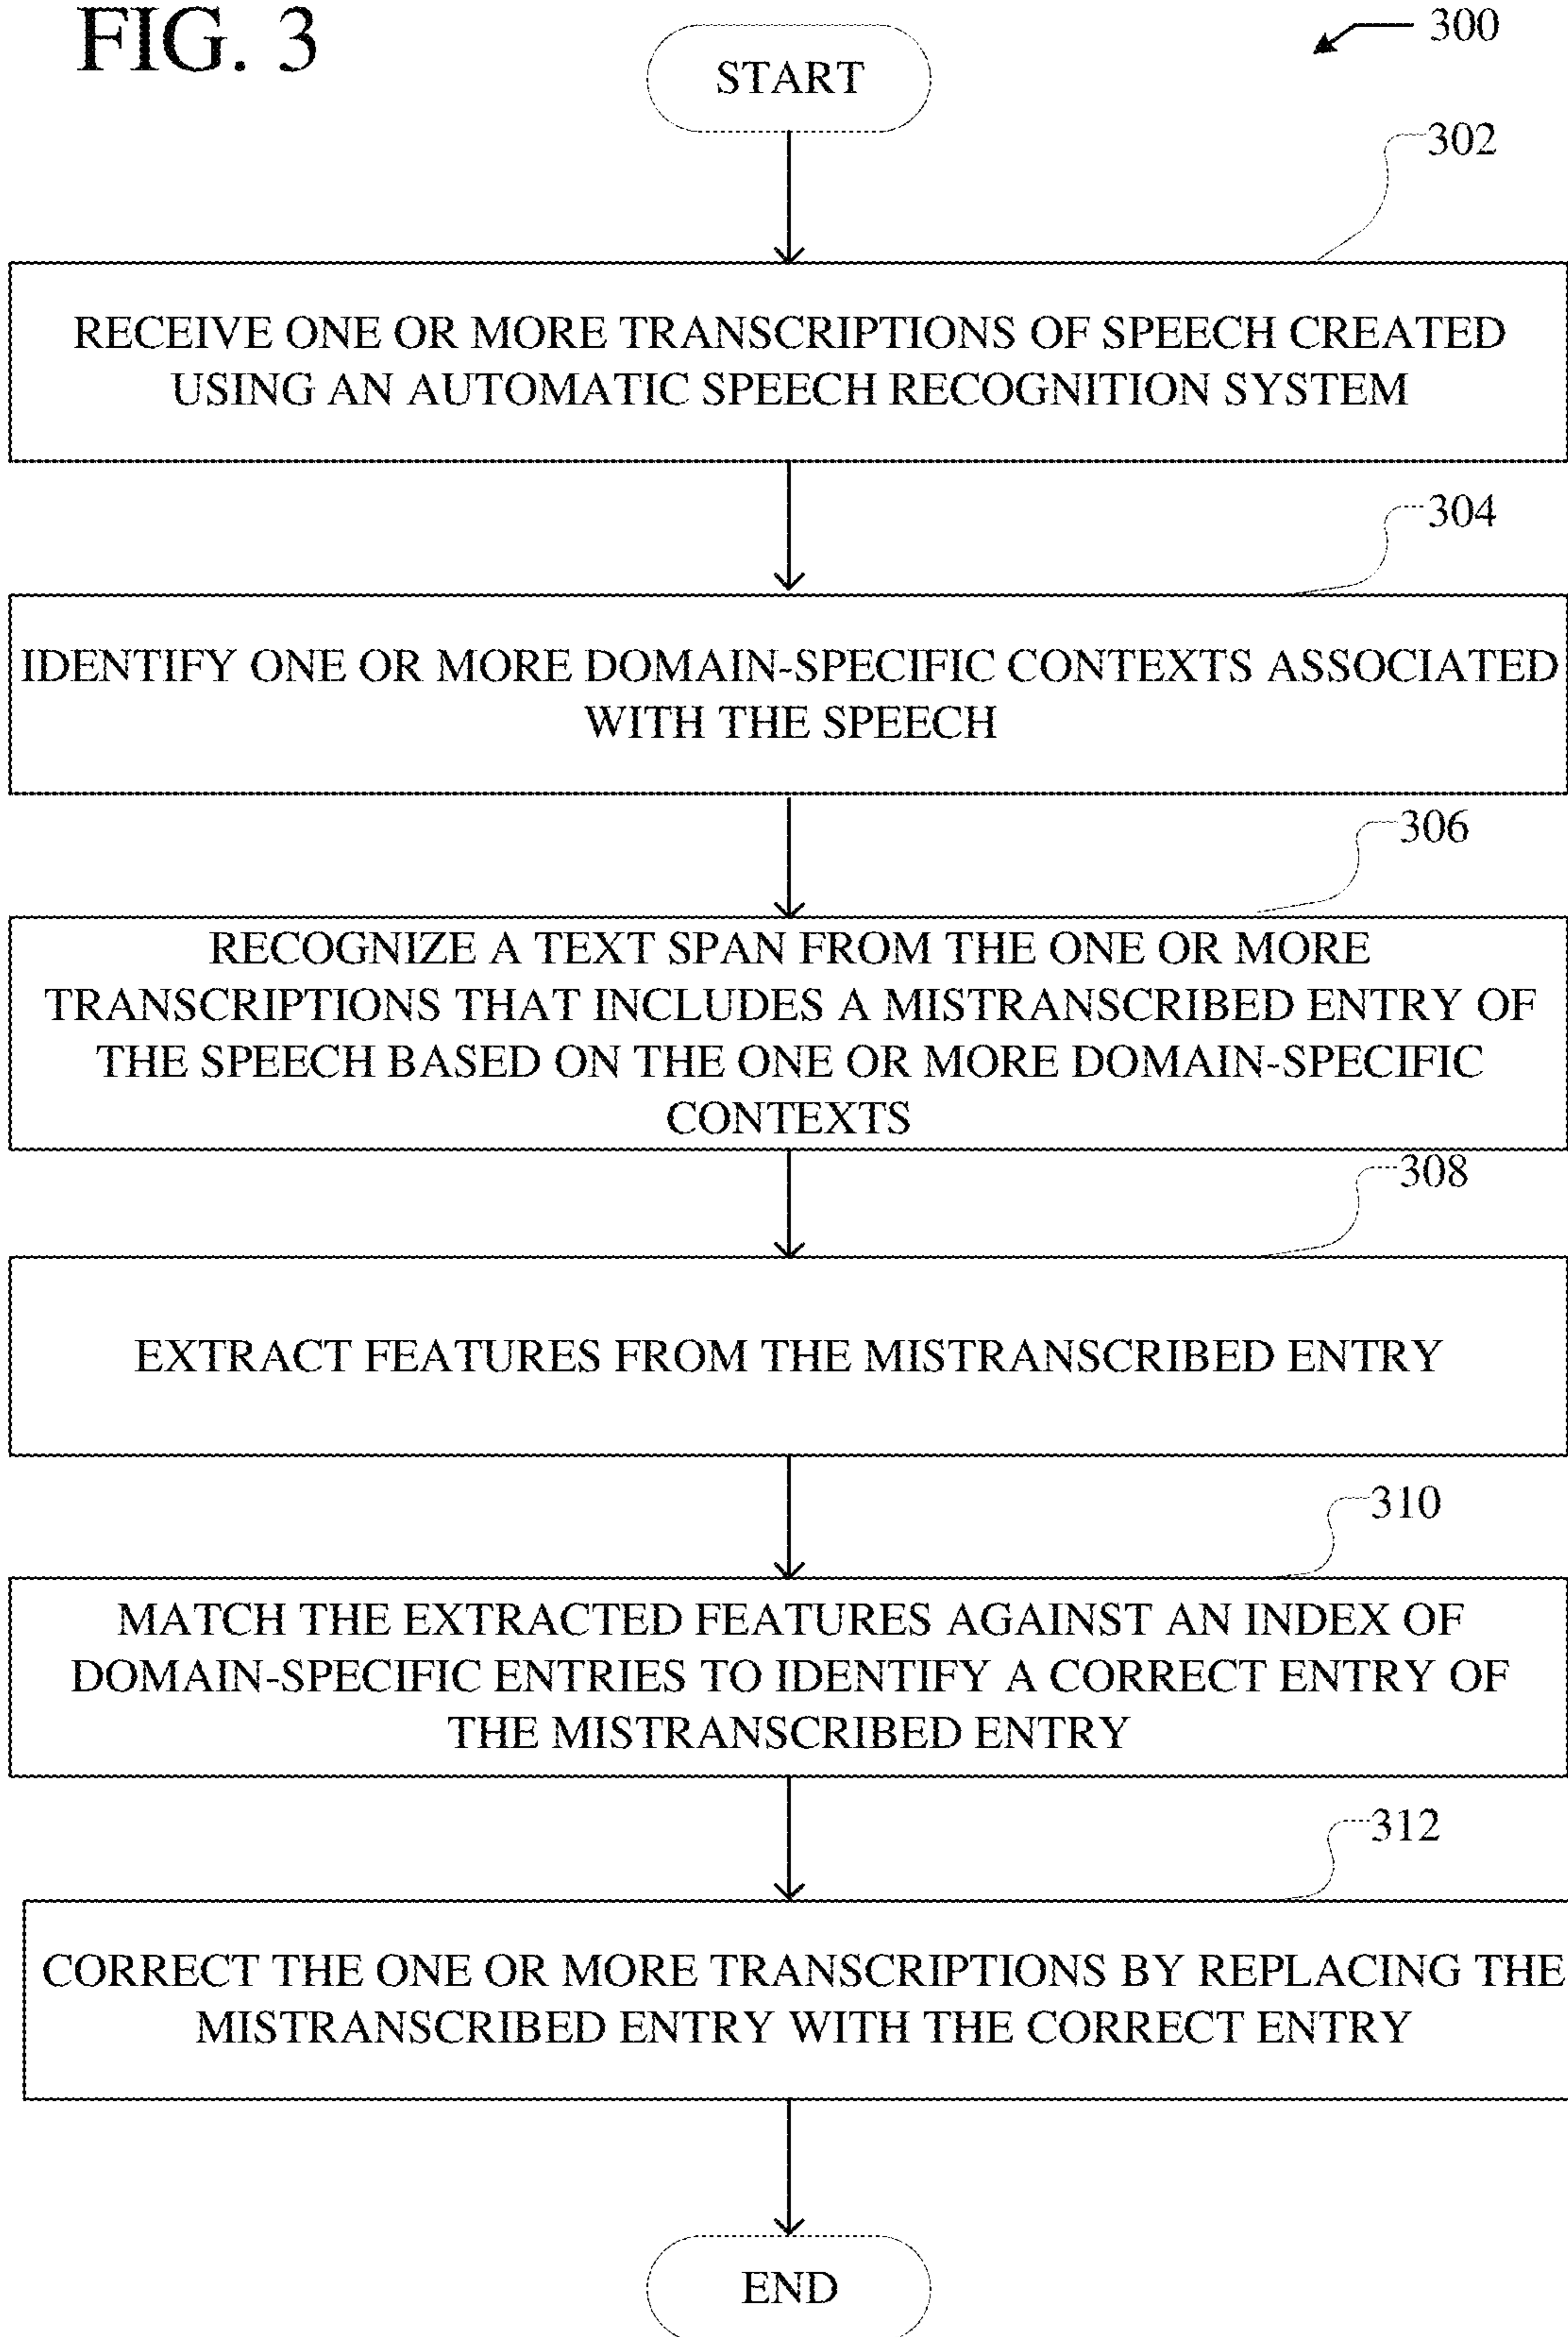 FIG. 3
START
300
302
RECEIVE ONE OR MORE TRANSCRIPTIONS OF SPEECH CREATED
USING AN AUTOMATIC SPEECH RECOGNITION SYSTEM
304
IDENTIFY ONE OR MORE DOMAIN-SPECIFIC CONTEXTS ASSOCIATED
WITH THE SPEECH
306
RECOGNIZE A TEXT SPAN FROM THE ONE OR MORE
TRANSCRIPTIONS THAT INCLUDES A MISTRANSCRIBED ENTRY OF
THE SPEECH BASED ON THE ONE OR MORE DOMAIN-SPECIFIC
CONTEXTS
308
EXTRACT FEATURES FROM THE MISTRANSCRIBED ENTRY
310
MATCH THE EXTRACTED FEATURES AGAINST AN INDEX OF
DOMAIN-SPECIFIC ENTRIES TO IDENTIFY A CORRECT ENTRY OF
THE MISTRANSCRIBED ENTRY
312
CORRECT THE ONE OR MORE TRANSCRIPTIONS BY REPLACING THE
MISTRANSCRIBED ENTRY WITH THE CORRECT ENTRY
END